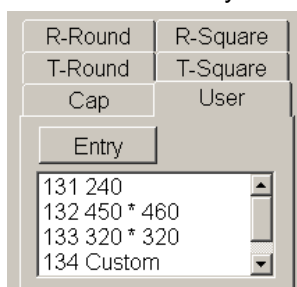 R-Round R-Square
T-Round T-Square
Cap User
Entry
131 240
132 450 * 460
133 320 * 320
134 Custom